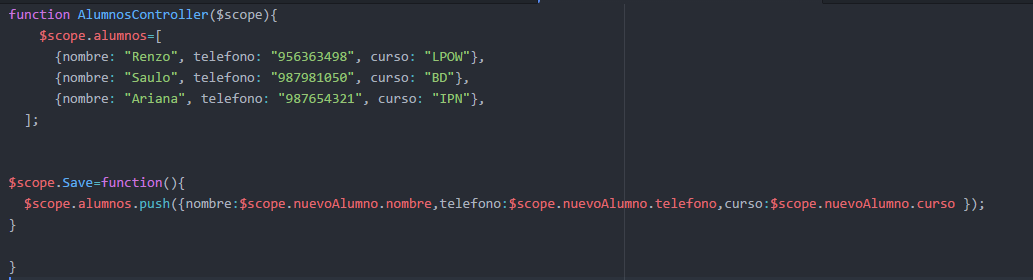 function AlumnosController($scope){
$scope.alumnos=[
{nombre: "Renzo", telefono: "956363498", curso: "LPOW"},
{nombre: "Saulo", telefono: "987981050", curso: "BD"},
{nombre: "Ariana", telefono: "987654321", curso: "IPN"},
];
$scope.Save=function(){
$scope.alumnos.push({nombre:$scope.nuevoAlumno.nombre,telefono:$scope.nuevoAlumno.telefono,curso:$scope.nuevoAlumno.curso });
}
}